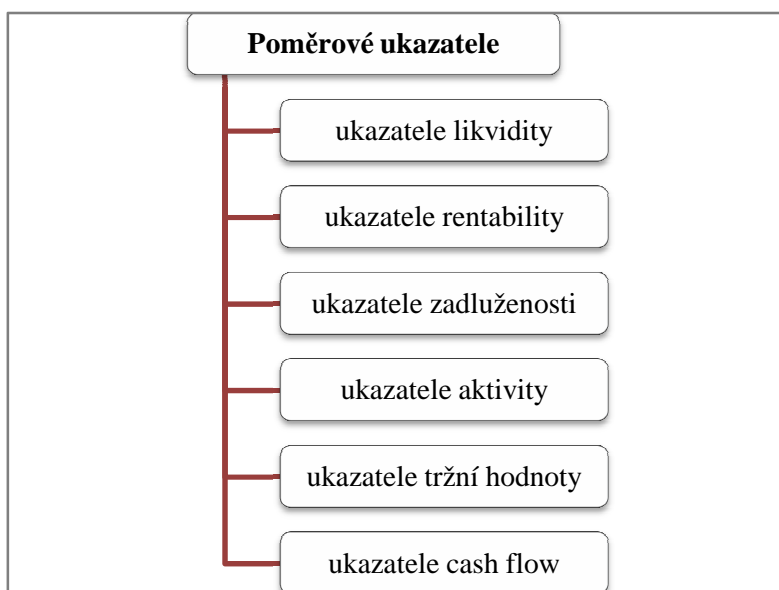 Poměrové ukazatele
ukazatele likvidity
ukazatele rentability
ukazatele zadluženosti
ukazatele aktivity
ukazatele tržní hodnoty
ukazatele cash flow